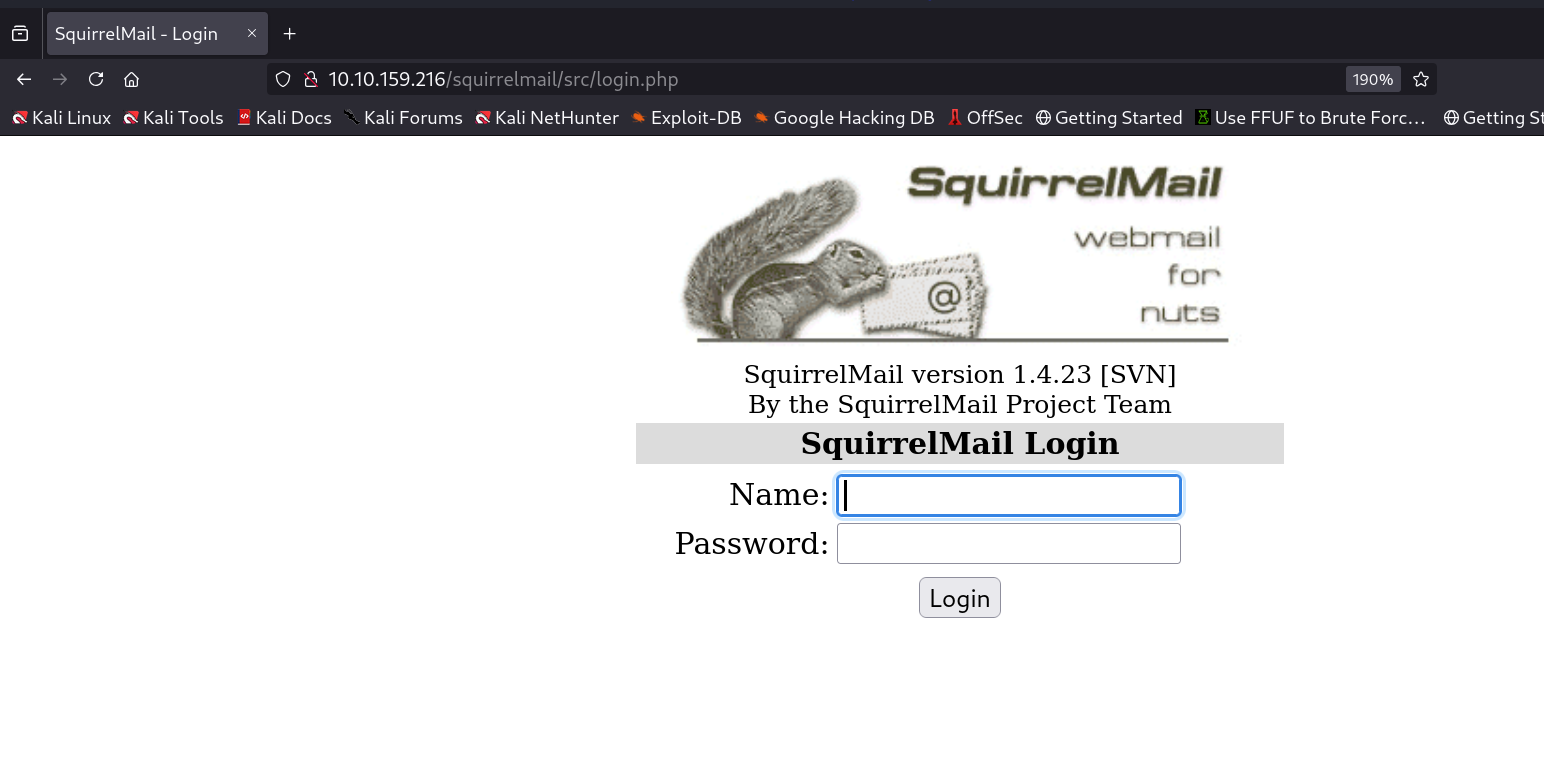 SquirrelMail - Login
10.10.159.216/squirrelmail/src/login.php 190%
Kali Linux Kali Tools Kali Docs Kali Forums Kali NetHunter Exploit-DB Google Hacking DB OffSec Getting Started Use FFUF to Brute Forc… Getting St
SquirrelMail
webmail
for
nuts
@
SquirrelMail version 1.4.23 [SVN]
By the SquirrelMail Project Team
SquirrelMail Login
Name:
Password:
Login